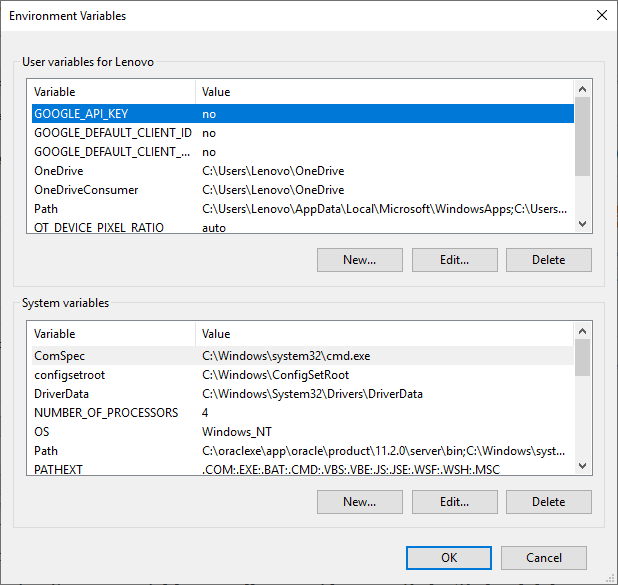 Environment Variables
User variables for Lenovo
Variable Value
GOOGLE_API_KEY no
GOOGLE_DEFAULT_CLIENT_ID no
GOOGLE_DEFAULT_CLIENT_... no
OneDrive C:\Users\Lenovo\OneDrive
OneDriveConsumer C:\Users\Lenovo\OneDrive
Path C:\Users\Lenovo\AppData\Local\Microsoft\WindowsApps;C:\Users...
QT_DEVICE_PIXEL_RATIO auto
New... Edit... Delete
System variables
Variable Value
ComSpec C:\Windows\system32\cmd.exe
configsetroot C:\Windows\ConfigSetRoot
DriverData C:\Windows\System32\Drivers\DriverData
NUMBER_OF_PROCESSORS 4
OS Windows_NT
Path C:\oraclexe\app\oracle\product\11.2.0\server\bin;C:\Windows\syst...
PATHEXT .COM;.EXE;.BAT;.CMD;.VBS;.VBE;.JS;.JSE;.WSF;.WSH;.MSC
New... Edit... Delete
OK Cancel